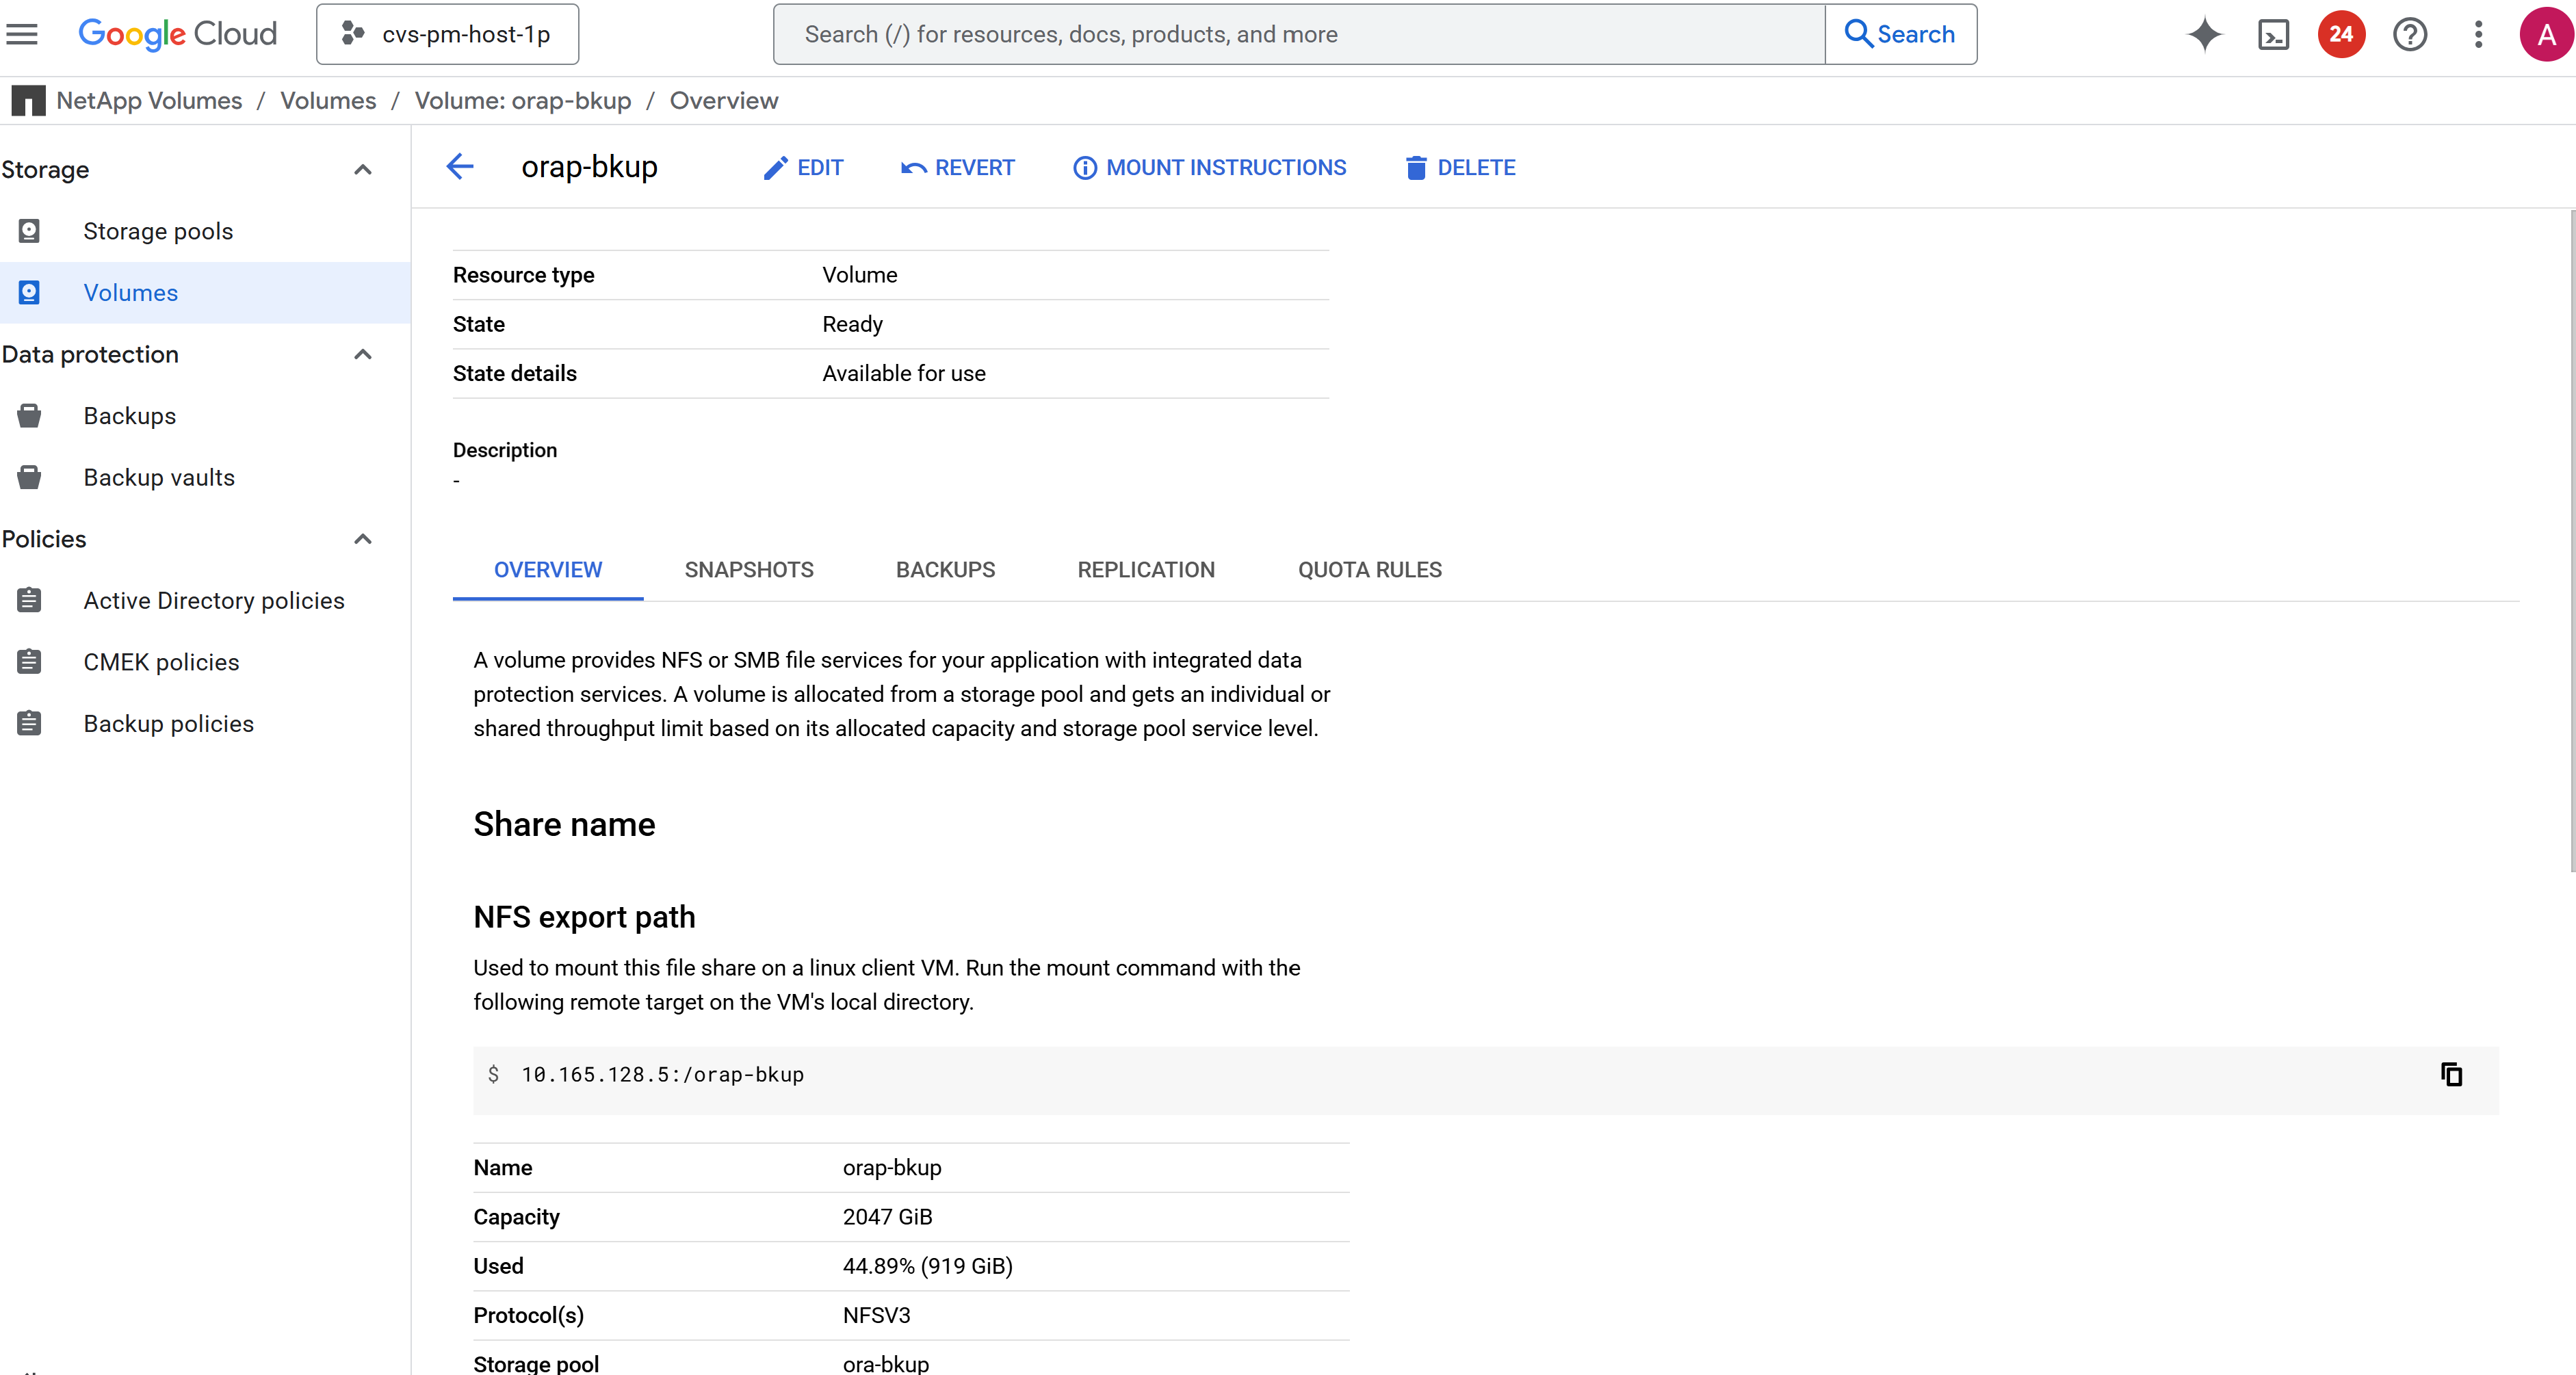 Google Cloud
cvs-pm-host-1p
Search (/) for resources, docs, products, and more
Search
24
A
NetApp Volumes / Volumes / Volume: orap-bkup / Overview
Storage
Storage pools
Volumes
Data protection
Backups
Backup vaults
Policies
Active Directory policies
CMEK policies
Backup policies
orap-bkup
EDIT
REVERT
MOUNT INSTRUCTIONS
DELETE
Resource type Volume
State Ready
State details Available for use
Description
-
OVERVIEW
SNAPSHOTS
BACKUPS
REPLICATION
QUOTA RULES
A volume provides NFS or SMB file services for your application with integrated data
protection services. A volume is allocated from a storage pool and gets an individual or
shared throughput limit based on its allocated capacity and storage pool service level.
Share name
NFS export path
Used to mount this file share on a linux client VM. Run the mount command with the
following remote target on the VM's local directory.
$ 10.165.128.5:/orap-bkup
Name orap-bkup
Capacity 2047 GiB
Used 44.89% (919 GiB)
Protocol(s) NFSV3
Storage pool ora-bkup